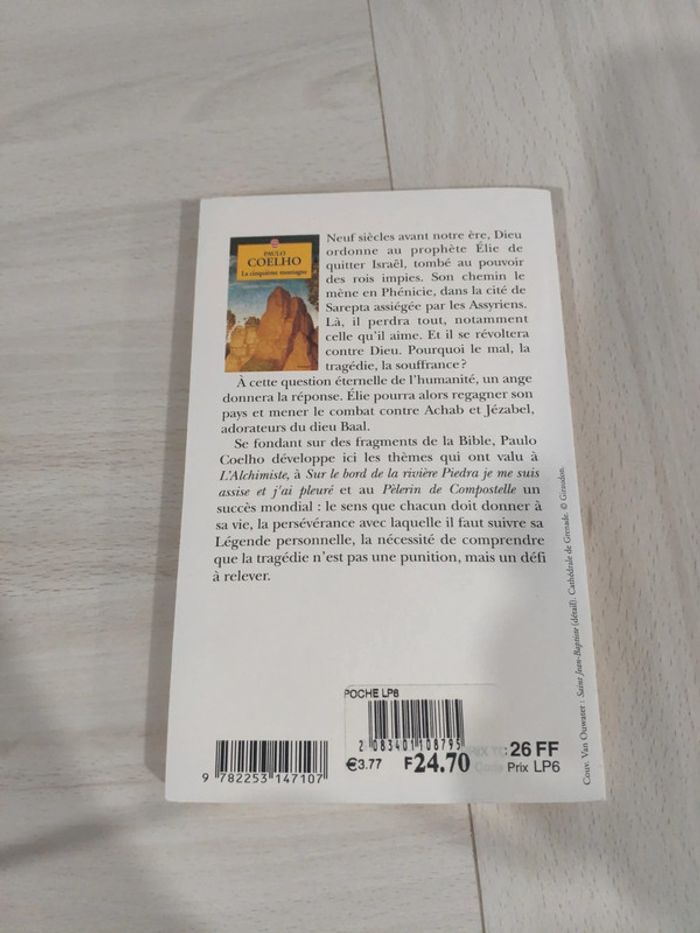 PAULO
COELHO
La cinquième montagne
Neuf siècles avant notre ère, Dieu
ordonne au prophète Élie de
quitter Israël, tombé au pouvoir
des rois impies. Son chemin le
mène en Phénicie, dans la cité de
Sarepta assiégée par les Assyriens.
Là, il perdra tout, notamment
celle qu'il aime. Et il se révoltera
contre Dieu. Pourquoi le mal, la
tragédie, la souffrance ?
À cette question éternelle de l'humanité, un ange
donnera la réponse. Élie pourra alors regagner son
pays et mener le combat contre Achab et Jézabel,
adorateurs du dieu Baal.
Se fondant sur des fragments de la Bible, Paulo
Coelho développe ici les thèmes qui ont valu à
L'Alchimiste, à Sur le bord de la rivière Piedra je me suis
assise et j'ai pleuré et au Pèlerin de Compostelle un
succès mondial : le sens que chacun doit donner à
sa vie, la persévérance avec laquelle il faut suivre sa
Légende personnelle, la nécessité de comprendre
que la tragédie n'est pas une punition, mais un défi
à relever.
Couv. Van Ouwater : Saint Jean-Baptiste (détail). Cathédrale de Grenade. © Giraudon.
POCHE LP6
2 083401 108795
€3.77 F24.70
PRIX TC 26 FF
Code Prix LP6
9 782253 147107